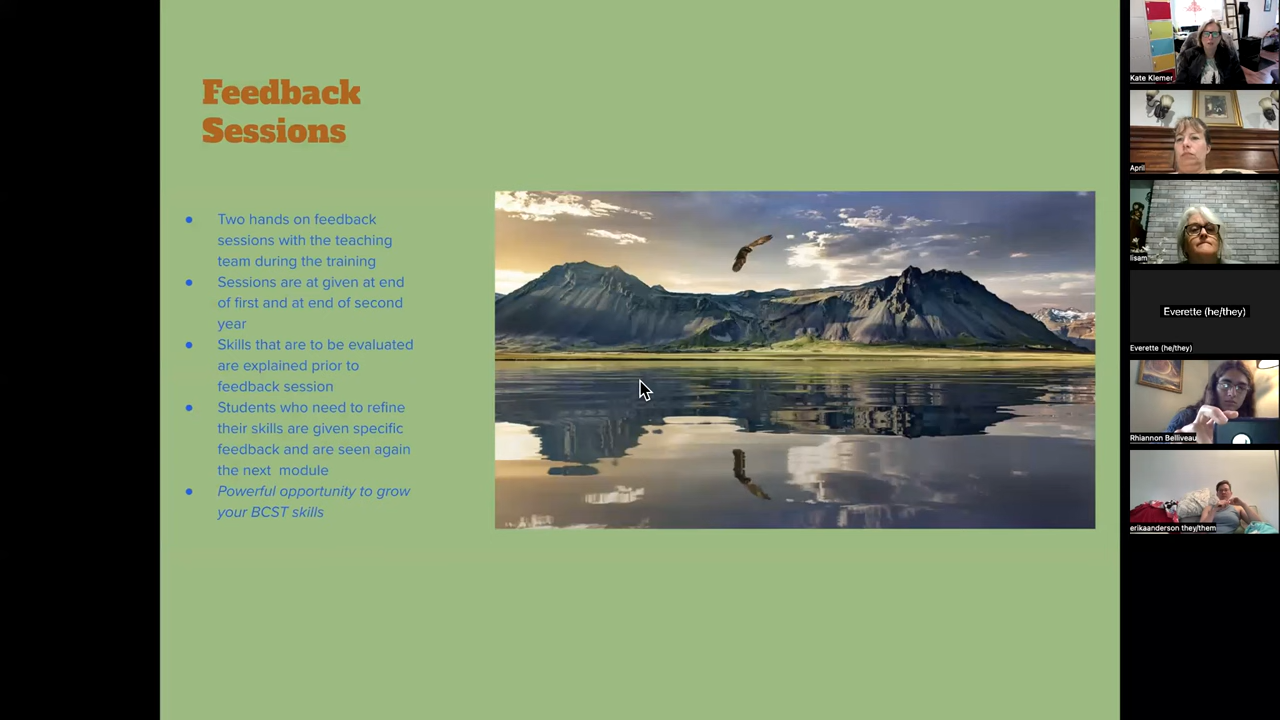 Feedback
Sessions
● Two hands on feedback
sessions with the teaching
team during the training
● Sessions are at given at end
of first and at end of second
year
● Skills that are to be evaluated
are explained prior to
feedback session
● Students who need to refine
their skills are given specific
feedback and are seen again
the next  module
● Powerful opportunity to grow
your BCST skills
Kate Klemer
April
lisam
Everette (he/they)
Everette (he/they)
Rhiannon Belliveau
erikaanderson they/them